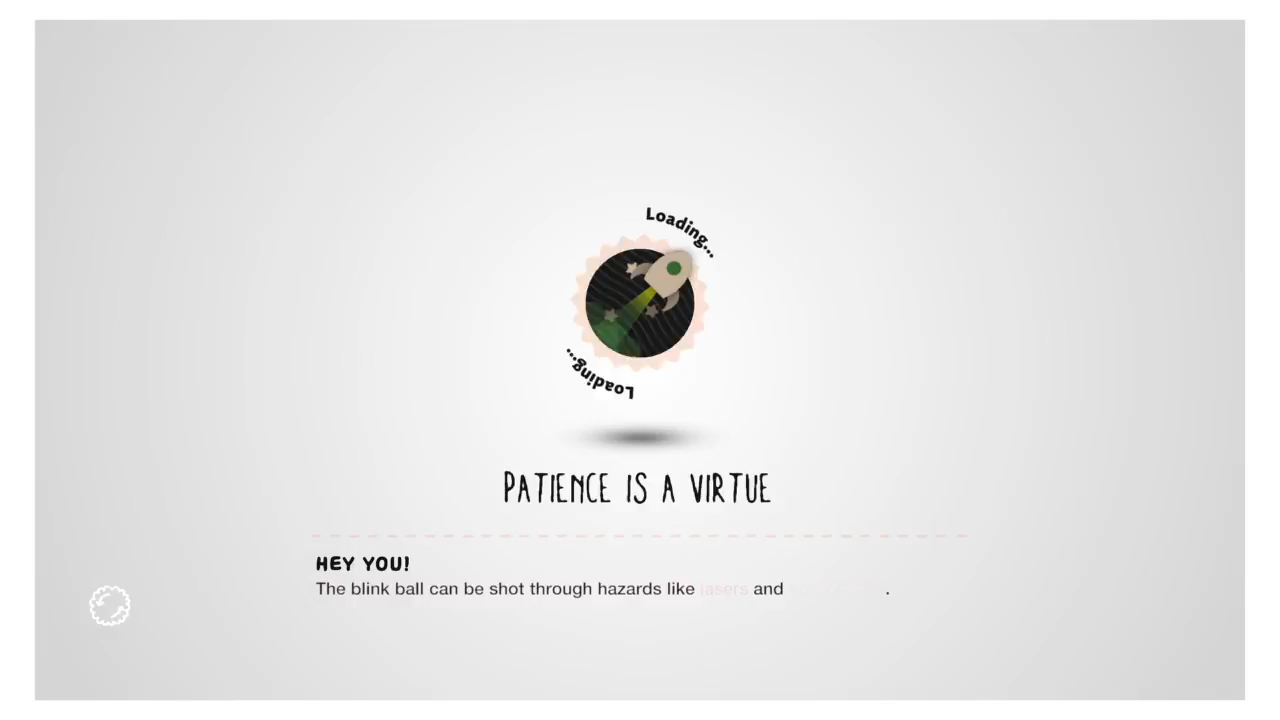 Loading...
Loading...
PATIENCE IS A VIRTUE
HEY YOU!
The blink ball can be shot through hazards like lasers and .